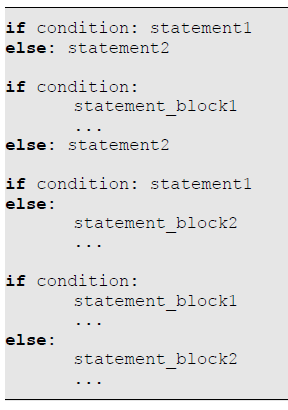 if condition: statement1
else: statement2
if condition:
statement_block1
...
else: statement2
if condition: statement1
else:
statement_block2
...
if condition:
statement_block1
...
else:
statement_block2
...